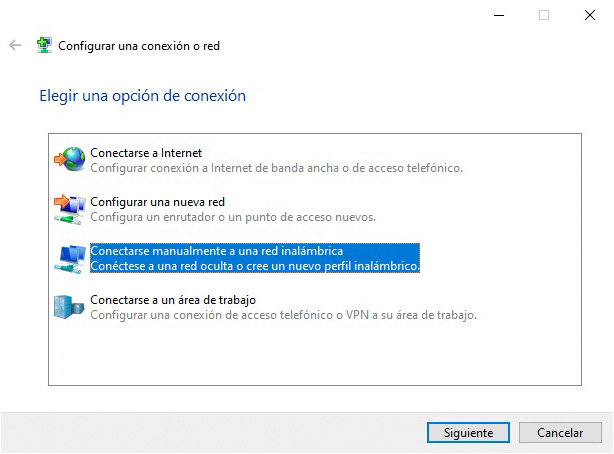 Configurar una conexión o red
Elegir una opción de conexión
Conectarse a Internet
Configurar conexión a Internet de banda ancha o de acceso telefónico.
Configurar una nueva red
Configura un enrutador o un punto de acceso nuevos.
Conectarse manualmente a una red inalámbrica
Conéctese a una red oculta o cree un nuevo perfil inalámbrico.
Conectarse a un área de trabajo
Configurar una conexión de acceso telefónico o VPN a su área de trabajo.
Siguiente Cancelar